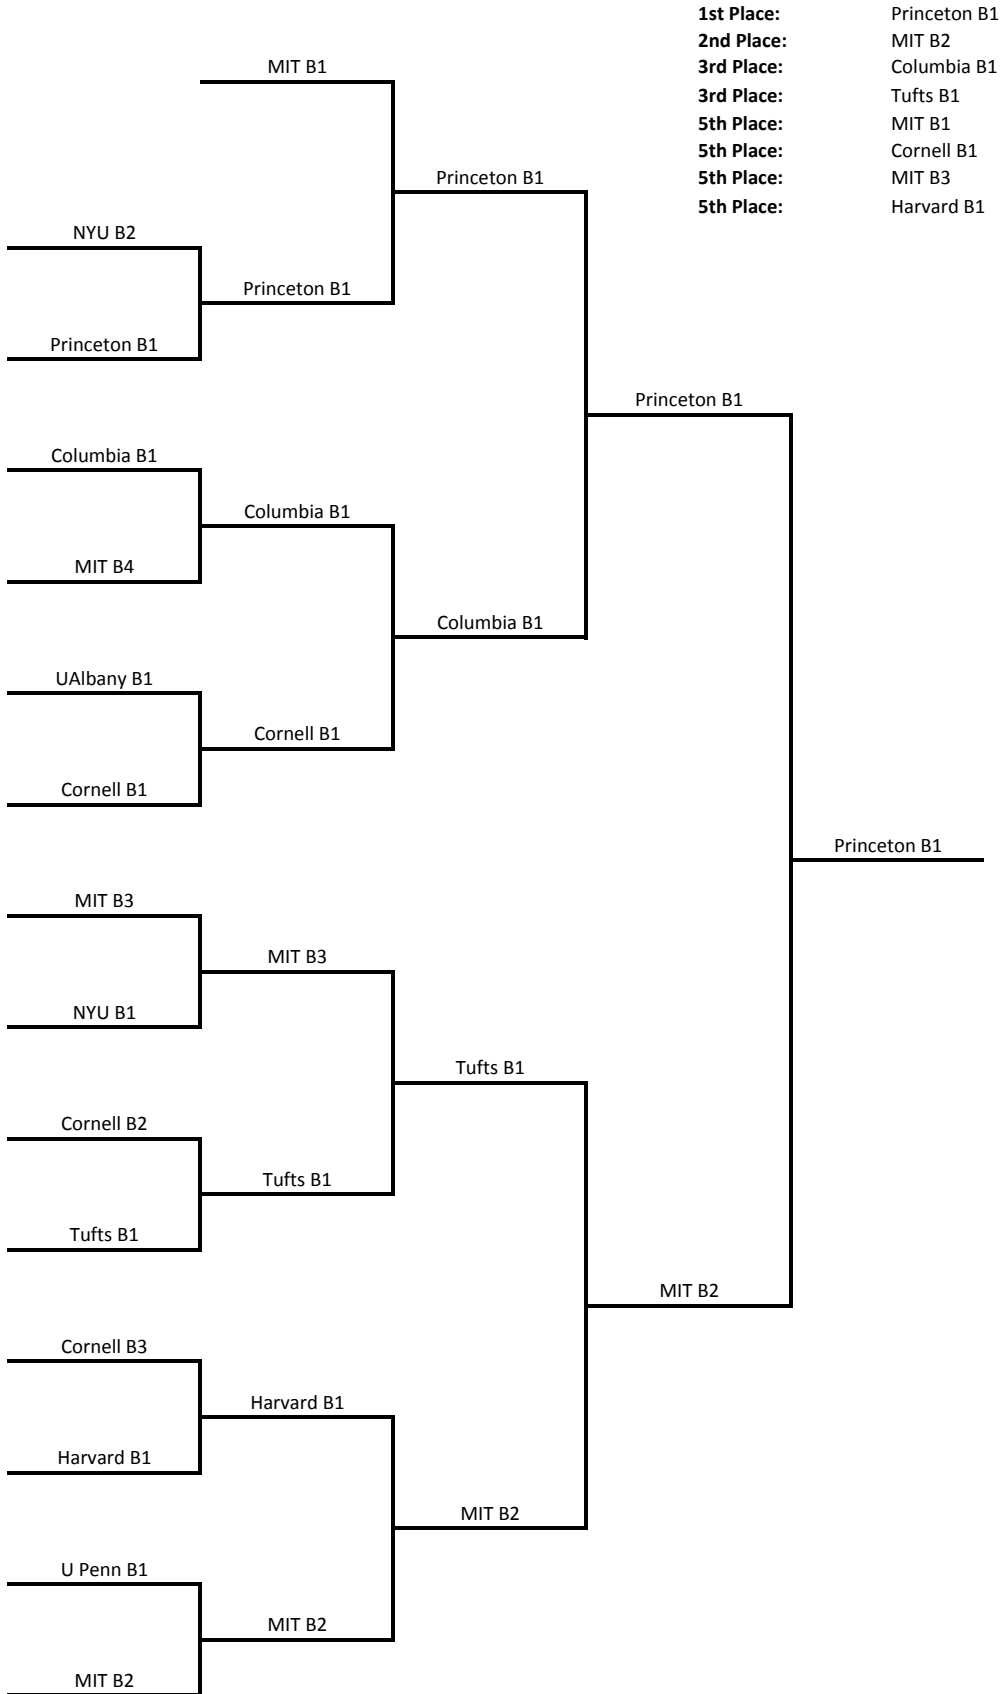 1st Place: Princeton B1
2nd Place: MIT B2
3rd Place: Columbia B1
3rd Place: Tufts B1
5th Place: MIT B1
5th Place: Cornell B1
5th Place: MIT B3
5th Place: Harvard B1
MIT B1
Princeton B1
NYU B2
Princeton B1
Princeton B1
Princeton B1
Columbia B1
Columbia B1
MIT B4
Columbia B1
UAlbany B1
Cornell B1
Cornell B1
Princeton B1
MIT B3
MIT B3
NYU B1
Tufts B1
Cornell B2
Tufts B1
Tufts B1
MIT B2
Cornell B3
Harvard B1
Harvard B1
MIT B2
U Penn B1
MIT B2
MIT B2